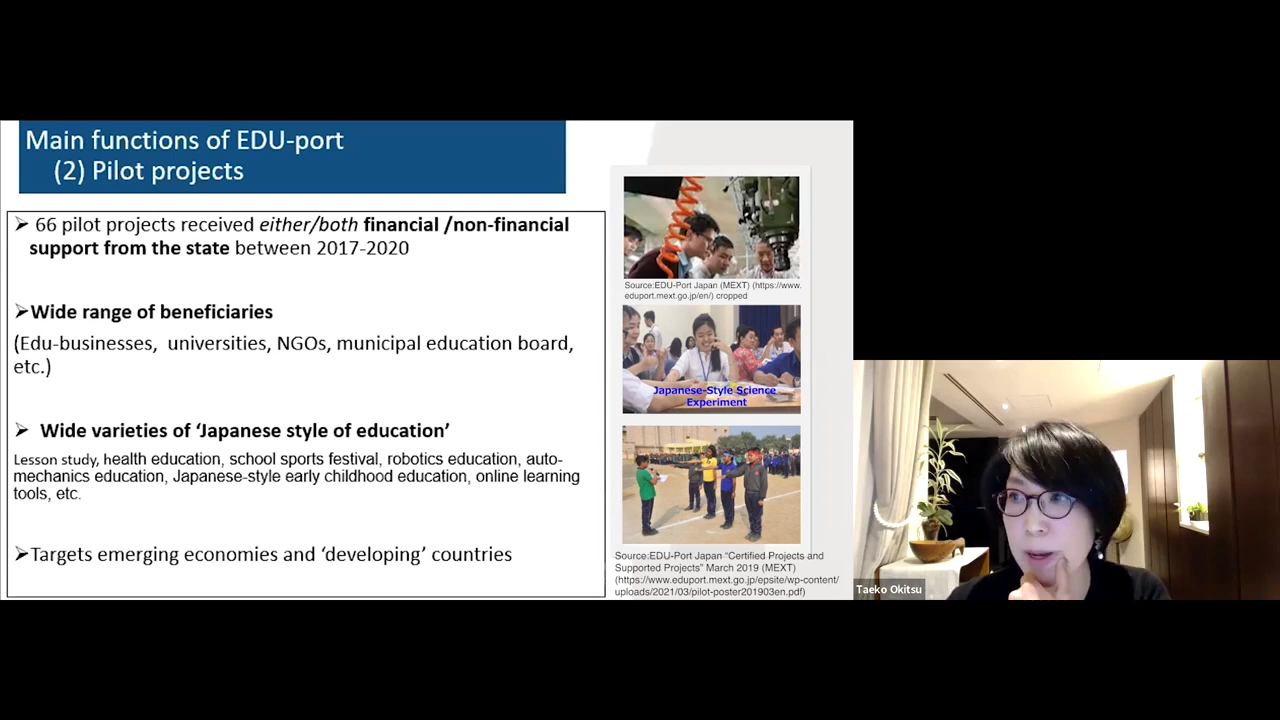 Main functions of EDU-port
(2) Pilot projects
➢ 66 pilot projects received either/both financial /non-financial
support from the state between 2017-2020
➢Wide range of beneficiaries
(Edu-businesses, universities, NGOs, municipal education board,
etc.)
➢ Wide varieties of ‘Japanese style of education’
Lesson study, health education, school sports festival, robotics education, auto-
mechanics education, Japanese-style early childhood education, online learning
tools, etc.
➢Targets emerging economies and ‘developing’ countries
Source:EDU-Port Japan (MEXT) (https://www.
eduport.mext.go.jp/en/) cropped
Japanese-Style Science
Experiment
Source:EDU-Port Japan “Certified Projects and
Supported Projects” March 2019 (MEXT)
(https://www.eduport.mext.go.jp/epsite/wp-content/
uploads/2021/03/pilot-poster201903en.pdf)
Taeko Okitsu